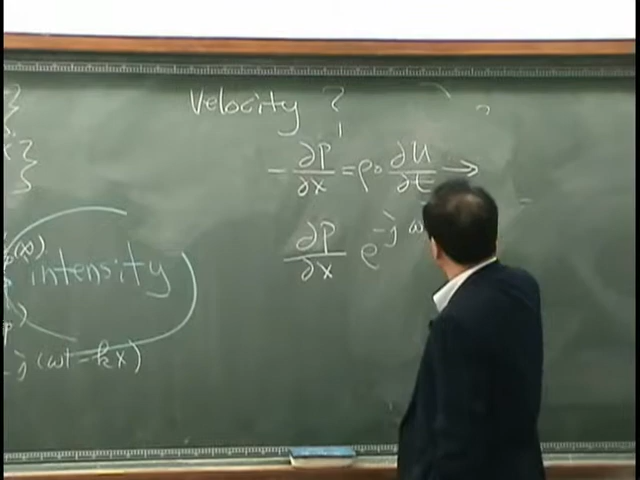 Velocity ?
- ∂P/∂x = ρ₀ ∂u/∂t →
∂P/∂x e^-j ω
(x)
intensity
-j(ωt - kx)